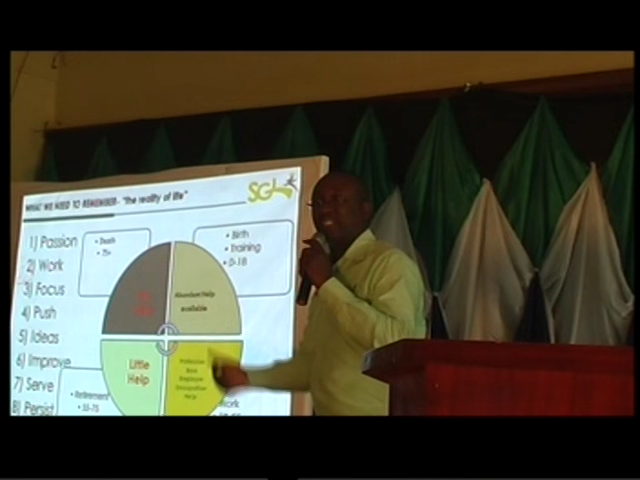 WHAT WE NEED TO REMEMBER- "the reality of life"
SGL
1) Passion
2) Work
3) Focus
4) Push
5) Ideas
6) Improve
7) Serve
8) Persist
• Death
• 75+
• Birth
• Training
• 0-18
Abundant Help
available
Little
Help
• Retirement
• 55-75
Work